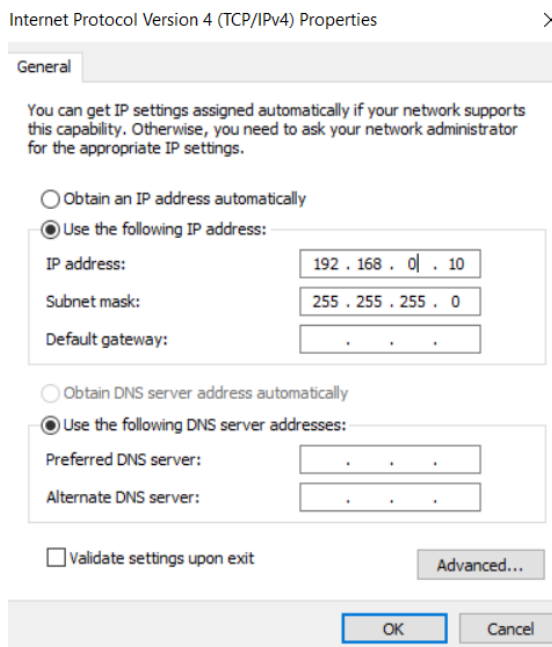 Internet Protocol Version 4 (TCP/IPv4) Properties
General
You can get IP settings assigned automatically if your network supports
this capability. Otherwise, you need to ask your network administrator
for the appropriate IP settings.
Obtain an IP address automatically
Use the following IP address:
IP address: 192 . 168 . 0 . 10
Subnet mask: 255 . 255 . 255 . 0
Default gateway: . . .
Obtain DNS server address automatically
Use the following DNS server addresses:
Preferred DNS server: . . .
Alternate DNS server: . . .
Validate settings upon exit
Advanced...
OK Cancel